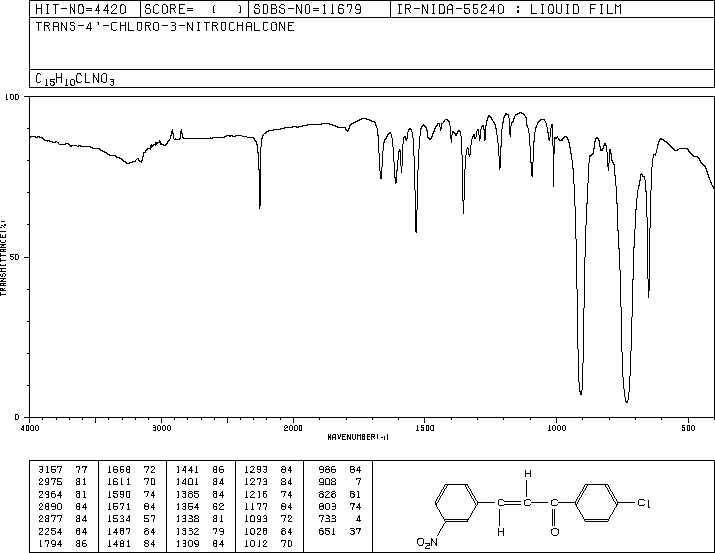 HIT-NO=4420 SCORE= ( ) SDBS-NO=11679 IR-NIDA-55240 : LIQUID FILM
TRANS-4'-CHLORO-3-NITROCHALCONE
C15H10CLNO3
100
50
0
TRANSMITTANCE(%)
4000 3000 2000 1500 1000 500
WAVENUMBER(-1)
3167 77 1668 72 1441 86 1293 84 986 84
2975 81 1611 70 1401 84 1273 84 908 7
2964 81 1590 74 1385 84 1216 74 828 81
2890 84 1571 84 1354 62 1177 84 803 74
2877 84 1534 57 1338 81 1093 72 733 4
2254 64 1487 84 1332 79 1028 84 651 37
1794 86 1481 84 1309 84 1012 70
H
C C C Cl
H O
O2N